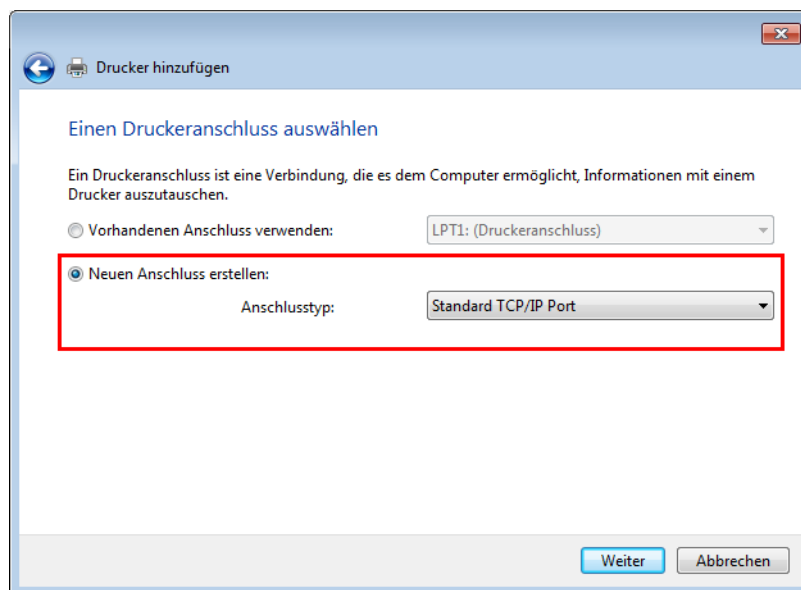 Drucker hinzufügen
Einen Druckeranschluss auswählen
Ein Druckeranschluss ist eine Verbindung, die es dem Computer ermöglicht, Informationen mit einem
Drucker auszutauschen.
Vorhandenen Anschluss verwenden: LPT1: (Druckeranschluss)
Neuen Anschluss erstellen:
Anschlusstyp: Standard TCP/IP Port
Weiter Abbrechen